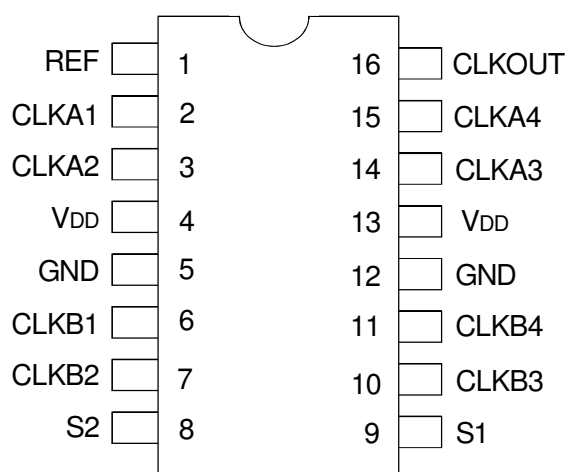 REF 1 16 CLKOUT
CLKA1 2 15 CLKA4
CLKA2 3 14 CLKA3
VDD 4 13 VDD
GND 5 12 GND
CLKB1 6 11 CLKB4
CLKB2 7 10 CLKB3
S2 8 9 S1